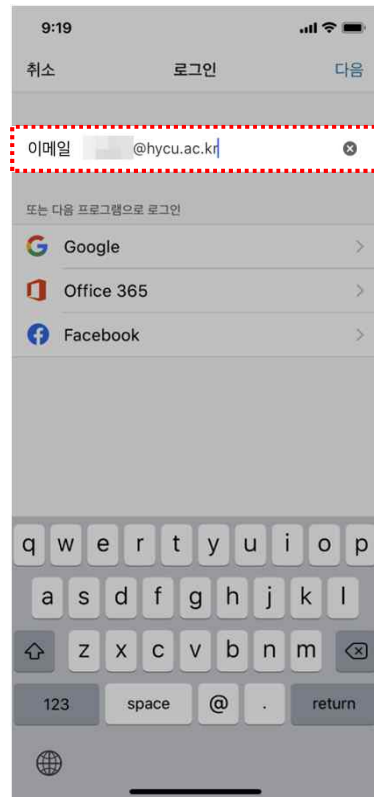 9:19
취소 로그인 다음
이메일 @hycu.ac.kr
또는 다음 프로그램으로 로그인
Google
Office 365
Facebook
q w e r t y u i o p
a s d f g h j k l
z x c v b n m
123 space @ . return